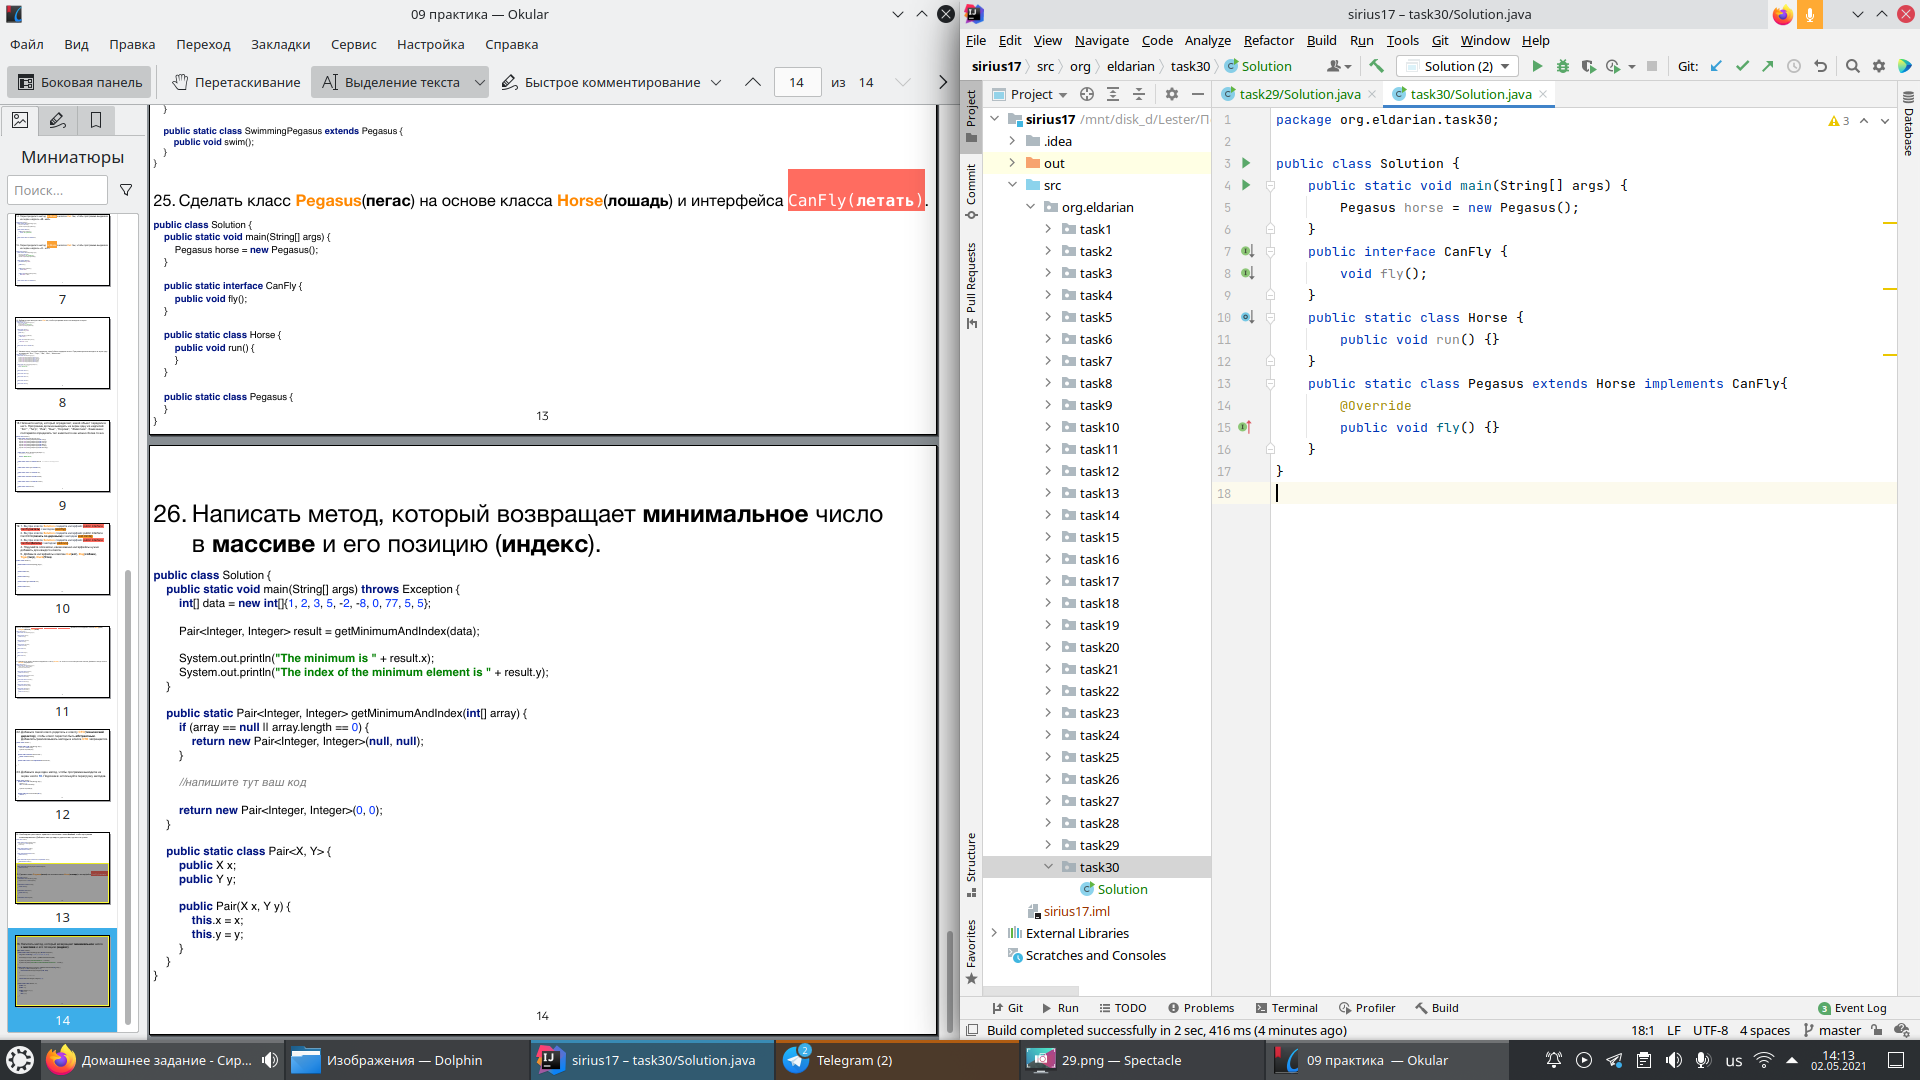 09 практика — Okular
Файл Вид Правка Переход Закладки Сервис Настройка Справка
Боковая панель Перетаскивание Выделение текста Быстрое комментирование 14 из 14
Миниатюры
Поиск...
7
8
9
10
11
12
13
14
}
public static class SwimmingPegasus extends Pegasus {
public void swim();
}
}
25. Сделать класс Pegasus(пегас) на основе класса Horse(лошадь) и интерфейса CanFly(летать).
public class Solution {
public static void main(String[] args) {
Pegasus horse = new Pegasus();
}
public static interface CanFly {
public void fly();
}
public static class Horse {
public void run() {
}
}
public static class Pegasus {
}
}
13
26. Написать метод, который возвращает минимальное число
в массиве и его позицию (индекс).
public class Solution {
public static void main(String[] args) throws Exception {
int[] data = new int[]{1, 2, 3, 5, -2, -8, 0, 77, 5, 5};
Pair<Integer, Integer> result = getMinimumAndIndex(data);
System.out.println("The minimum is " + result.x);
System.out.println("The index of the minimum element is " + result.y);
}
public static Pair<Integer, Integer> getMinimumAndIndex(int[] array) {
if (array == null || array.length == 0) {
return new Pair<Integer, Integer>(null, null);
}
//напишите тут ваш код
return new Pair<Integer, Integer>(0, 0);
}
public static class Pair<X, Y> {
public X x;
public Y y;
public Pair(X x, Y y) {
this.x = x;
this.y = y;
}
}
}
14
sirius17 – task30/Solution.java
File Edit View Navigate Code Analyze Refactor Build Run Tools Git Window Help
sirius17 src org eldarian task30 Solution Solution (2) Git:
Project
Commit
Pull Requests
Structure
Favorites
Database
Project
sirius17 /mnt/disk_d/Lester/П
.idea
out
src
org.eldarian
task1
task2
task3
task4
task5
task6
task7
task8
task9
task10
task11
task12
task13
task14
task15
task16
task17
task18
task19
task20
task21
task22
task23
task24
task25
task26
task27
task28
task29
task30
Solution
sirius17.iml
External Libraries
Scratches and Consoles
task29/Solution.java task30/Solution.java
3
1 package org.eldarian.task30;
2
3 public class Solution {
4 public static void main(String[] args) {
5 Pegasus horse = new Pegasus();
6 }
7 public interface CanFly {
8 void fly();
9 }
10 public static class Horse {
11 public void run() {}
12 }
13 public static class Pegasus extends Horse implements CanFly{
14 @Override
15 public void fly() {}
16 }
17 }
18
Git Run TODO Problems Terminal Profiler Build 3 Event Log
Build completed successfully in 2 sec, 416 ms (4 minutes ago) 18:1 LF UTF-8 4 spaces master
Домашнее задание - Сир... Изображения — Dolphin sirius17 – task30/Solution.java 2 Telegram (2) 29.png — Spectacle 09 практика — Okular us 14:13
02.05.2021